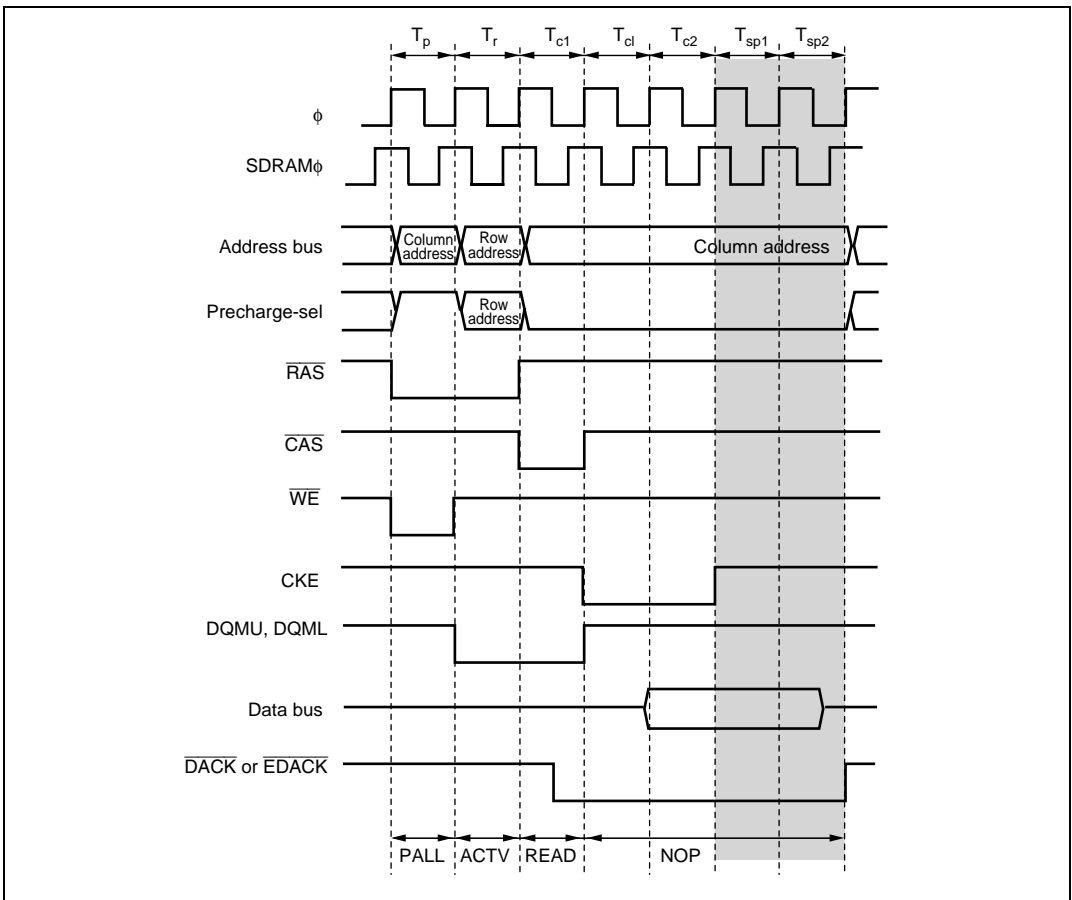 Tp Tr Tc1 Tcl Tc2 Tsp1 Tsp2
ϕ
SDRAMϕ
Address bus
Column address
Row address
Column address
Precharge-sel
Row address
RAS
CAS
WE
CKE
DQMU, DQML
Data bus
DACK or EDACK
PALL ACTV READ NOP